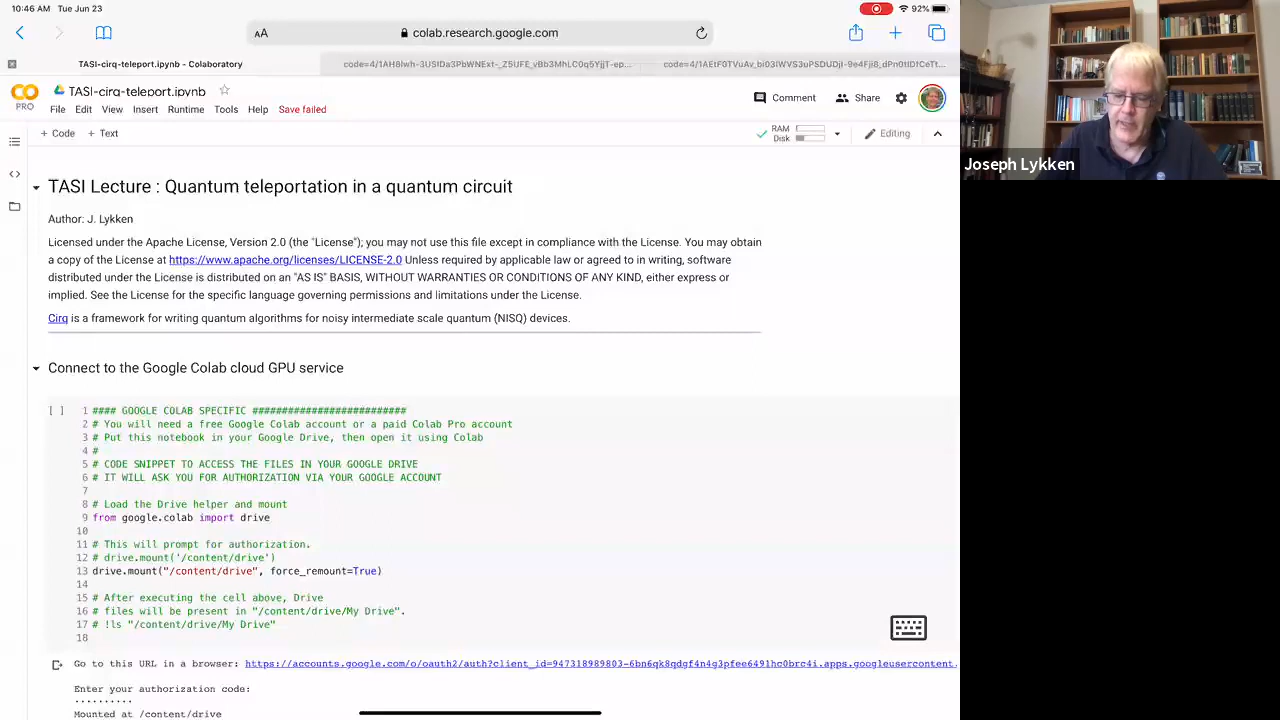 10:46 AM Tue Jun 23
92%
AA
colab.research.google.com
TASI-cirq-teleport.ipynb - Colaboratory
CO
PRO
TASI-cirq-teleport.ipynb
Comment
Share
File Edit View Insert Runtime Tools Help Save failed
+ Code + Text
RAM
Disk
Editing
TASI Lecture : Quantum teleportation in a quantum circuit
Author: J. Lykken
Licensed under the Apache License, Version 2.0 (the "License"); you may not use this file except in compliance with the License. You may obtain
a copy of the License at https://www.apache.org/licenses/LICENSE-2.0 Unless required by applicable law or agreed to in writing, software
distributed under the License is distributed on an "AS IS" BASIS, WITHOUT WARRANTIES OR CONDITIONS OF ANY KIND, either express or
implied. See the License for the specific language governing permissions and limitations under the License.
Cirq is a framework for writing quantum algorithms for noisy intermediate scale quantum (NISQ) devices.
Connect to the Google Colab cloud GPU service
[ ] 1 #### GOOGLE COLAB SPECIFIC ##########################
2 # You will need a free Google Colab account or a paid Colab Pro account
3 # Put this notebook in your Google Drive, then open it using Colab
4 #
5 # CODE SNIPPET TO ACCESS THE FILES IN YOUR GOOGLE DRIVE
6 # IT WILL ASK YOU FOR AUTHORIZATION VIA YOUR GOOGLE ACCOUNT
7
8 # Load the Drive helper and mount
9 from google.colab import drive
10
11 # This will prompt for authorization.
12 # drive.mount('/content/drive')
13 drive.mount("/content/drive", force_remount=True)
14
15 # After executing the cell above, Drive
16 # files will be present in "/content/drive/My Drive".
17 # !ls "/content/drive/My Drive"
18
Go to this URL in a browser:
Enter your authorization code:
··········
Mounted at /content/drive
Joseph Lykken